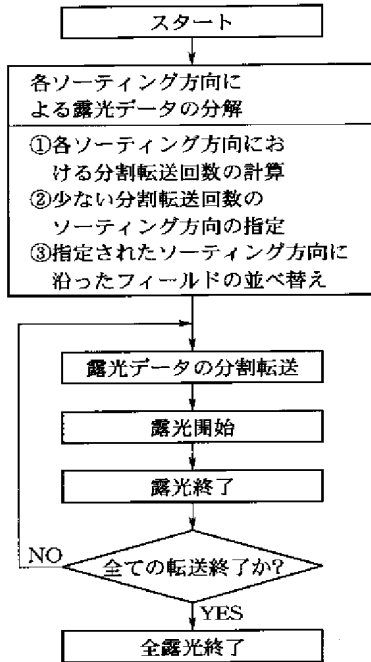 スタート
各ソーティング方向に
よる露光データの分解
①各ソーティング方向にお
ける分割転送回数の計算
②少ない分割転送回数の
ソーティング方向の指定
③指定されたソーティング方向に
沿ったフィールドの並べ替え
露光データの分割転送
露光開始
露光終了
NO
全ての転送終了か?
YES
全露光終了